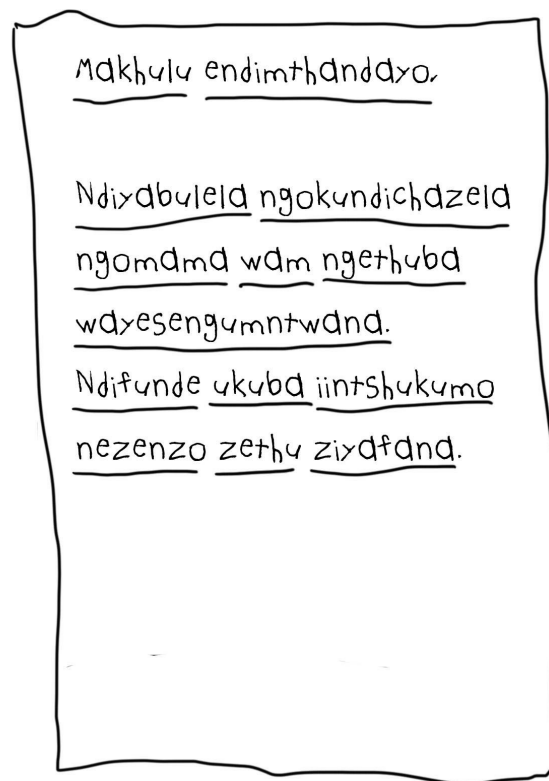 Makhulu endimthandayo.
Ndiyabulela ngokundichazela
ngomama wam ngethuba
wayesengumntwana.
Ndifunde ukuba iintshukumo
nezenzo zethu ziyafana.